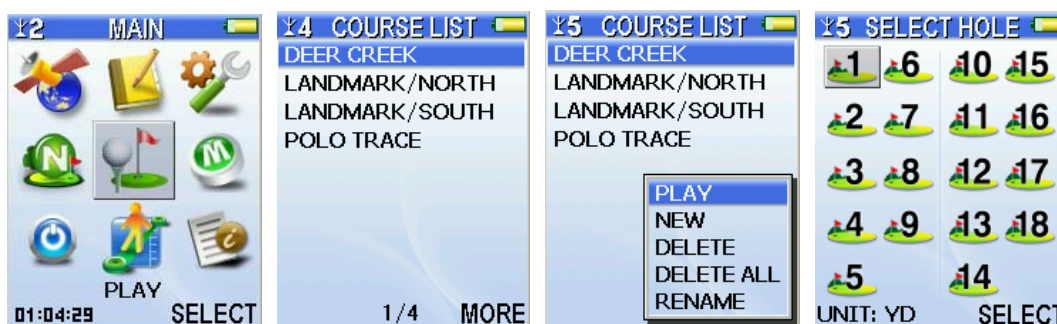 2 MAIN
N
M
PLAY
01:04:29 SELECT
4 COURSE LIST
DEER CREEK
LANDMARK/NORTH
LANDMARK/SOUTH
POLO TRACE
1/4 MORE
5 COURSE LIST
DEER CREEK
LANDMARK/NORTH
LANDMARK/SOUTH
POLO TRACE
PLAY
NEW
DELETE
DELETE ALL
RENAME
5 SELECT HOLE
1 6 10 15
2 7 11 16
3 8 12 17
4 9 13 18
5 14
UNIT: YD SELECT